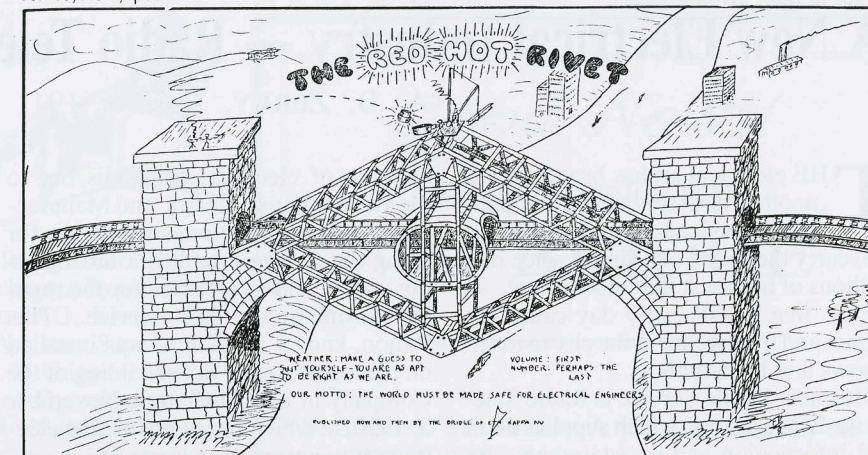 THE RED HOT RIVET
WEATHER: MAKE A GUESS TO
SUIT YOURSELF - YOU ARE AS APT
TO BE RIGHT AS WE ARE.
VOLUME: FIRST
NUMBER: PERHAPS THE
LAST
OUR MOTTO: THE WORLD MUST BE MADE SAFE FOR ELECTRICAL ENGINEERS
PUBLISHED NOW AND THEN BY THE BRIDGE OF ETA KAPPA NU